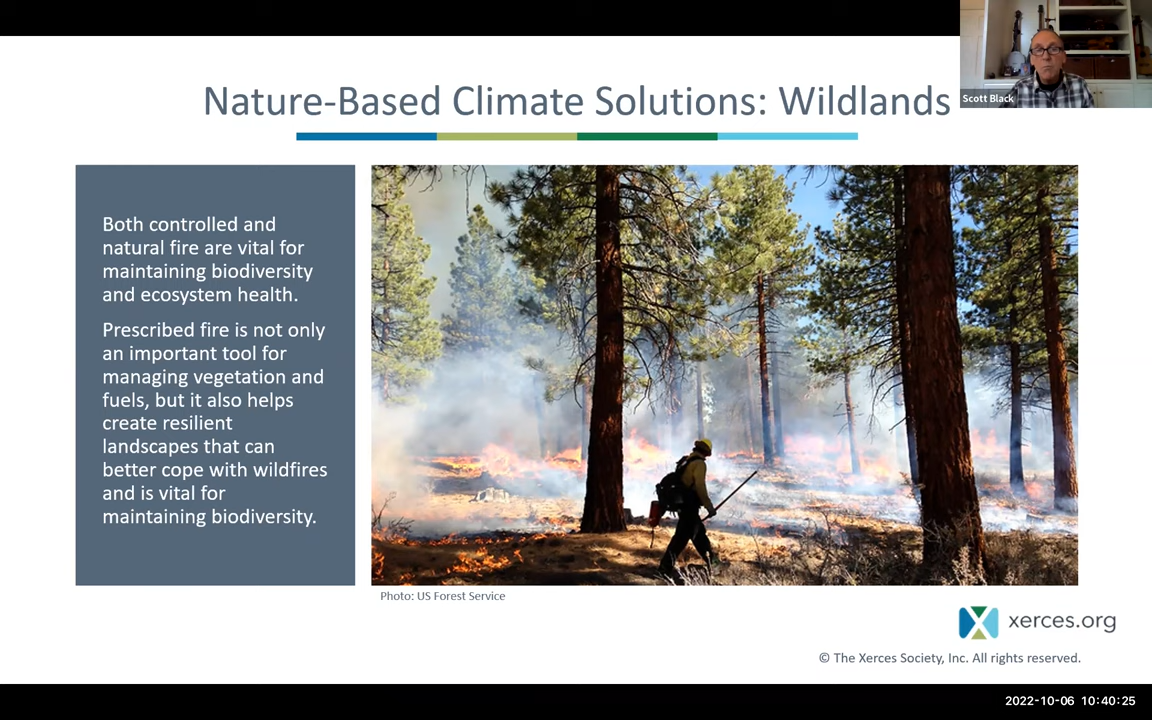 Nature-Based Climate Solutions: Wildlands
Scott Black
Both controlled and
natural fire are vital for
maintaining biodiversity
and ecosystem health.
Prescribed fire is not only
an important tool for
managing vegetation and
fuels, but it also helps
create resilient
landscapes that can
better cope with wildfires
and is vital for
maintaining biodiversity.
Photo: US Forest Service
xerces.org
© The Xerces Society, Inc. All rights reserved.
2022-10-06 10:40:25